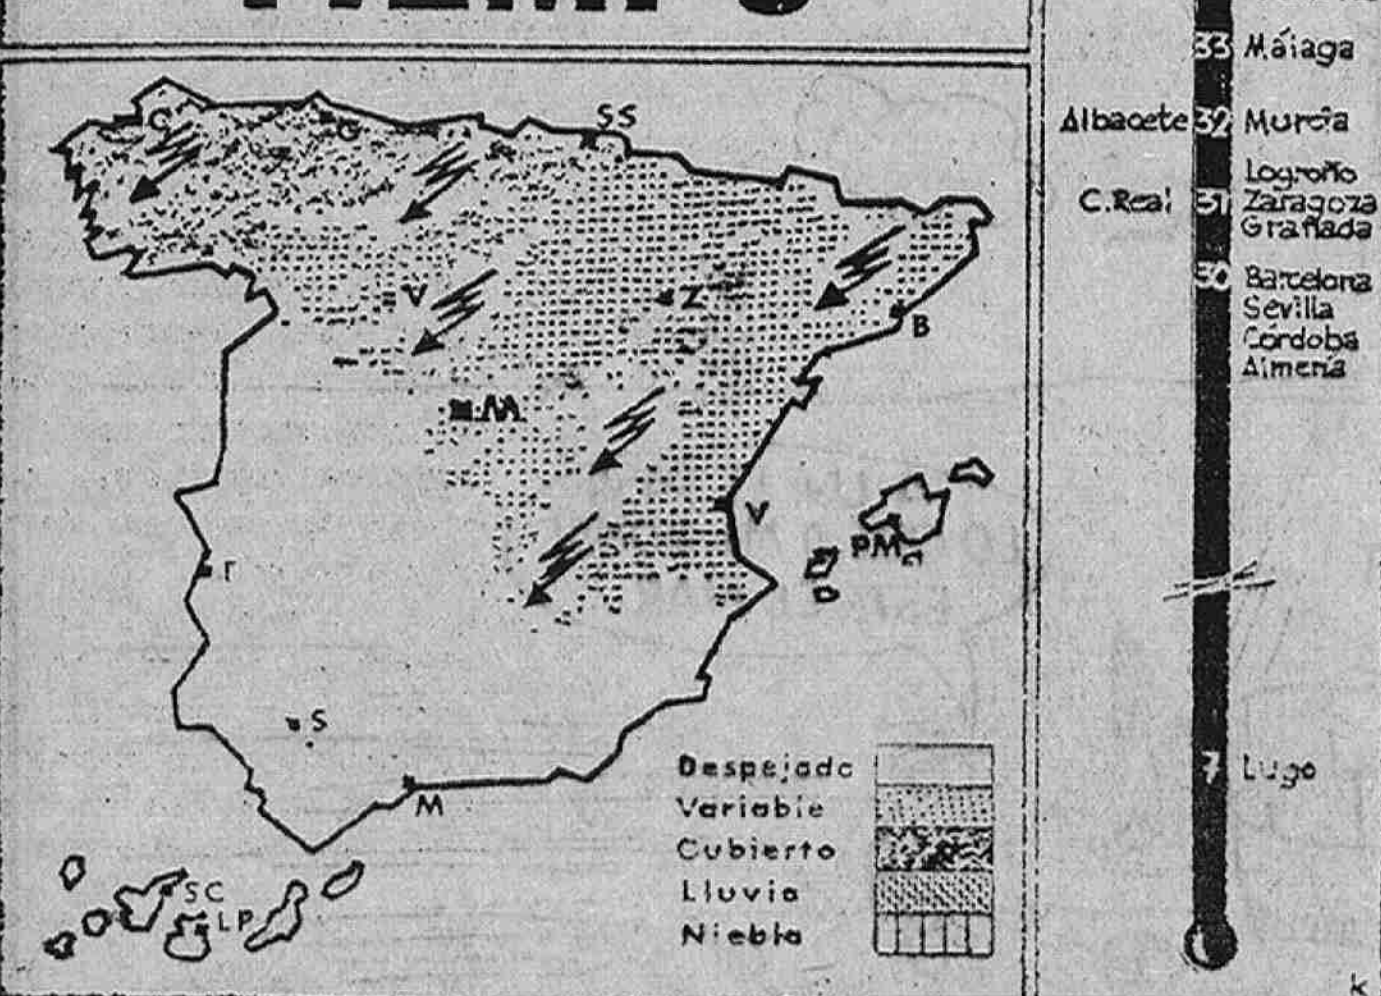 33 Málaga
Albacete 32 Murcia
Logroño
C.Real 31 Zaragoza
Granada
30 Barcelona
Sevilla
Córdoba
Almería
7 Lugo
C
G
SS
V
Z
B
M
V
PM
S
M
SC
LP
Despejado
Variable
Cubierto
Lluvia
Niebla
k